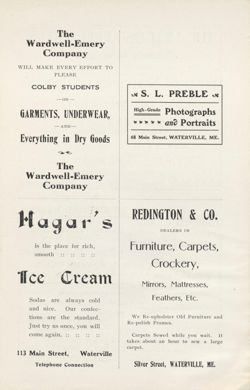 The
Wardwell-Emery
Company
WILL MAKE EVERY EFFORT TO
PLEASE
COLBY STUDENTS
—ON—
GARMENTS, UNDERWEAR,
—AND—
Everything in Dry Goods
The
Wardwell-Emery
Company
S. L. PREBLE
High-Grade
Photographs
and Portraits
68 Main Street, WATERVILLE, ME.
Hagar's
is the place for rich,
smooth :: :: :: ::
Ice Cream
Sodas are always cold
and nice. Our confec-
tions are the standard.
Just try us once, you will
come again. :: :: :: ::
113 Main Street, Waterville
Telephone Connection
REDINGTON & CO.
DEALERS IN
Furniture, Carpets,
Crockery,
Mirrors, Mattresses,
Feathers, Etc.
We Re-upholster Old Furniture and
Re-polish Frames.
Carpets Sewed while you wait. It
takes about an hour to sew a large
carpet.
Silver Street, WATERVILLE, ME.